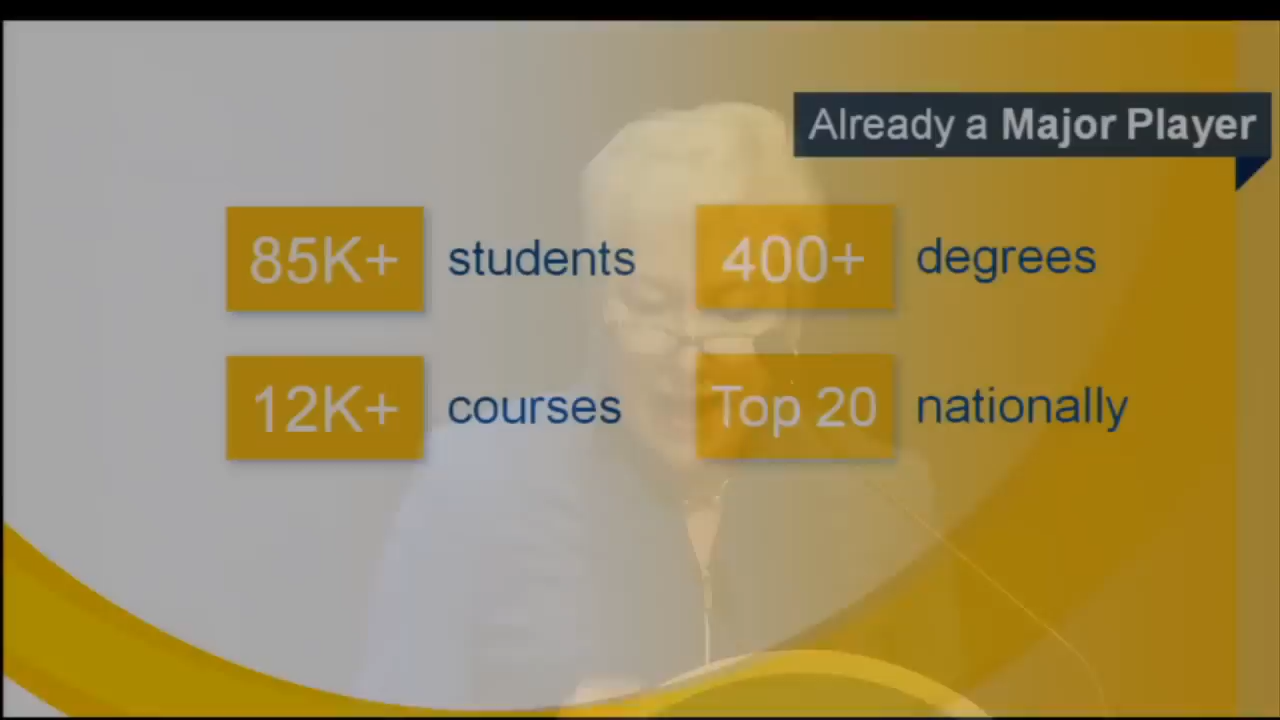 Already a Major Player
85K+ students
400+ degrees
12K+ courses
Top 20 nationally